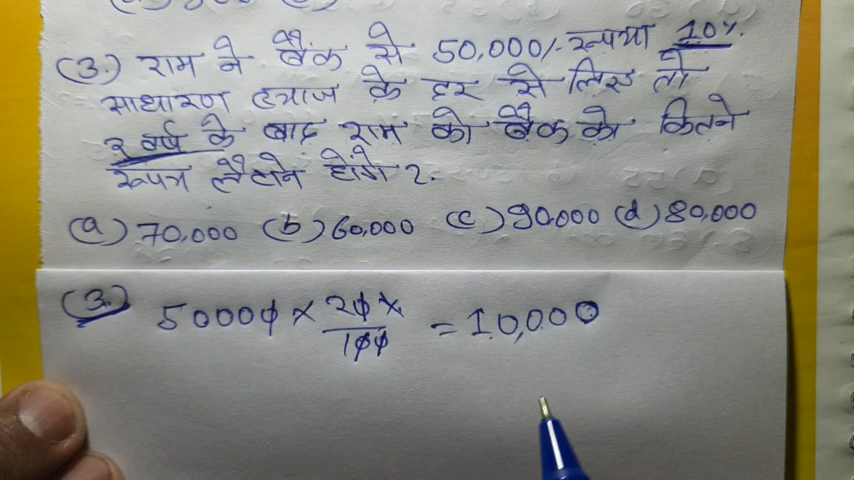 (3.) राम ने बैंक से 50,000/- रूपया 10%
साधारण ब्याज के दर से लिए तो
२ वर्ष के बाद राम को बैंक को कितने
रूपए लौटाने होंगे ?.
(a) 70,000 (b) 60,000 (c) 90,000 (d) 80,000
(3.) 50000 × 20% / 100 = 10,000